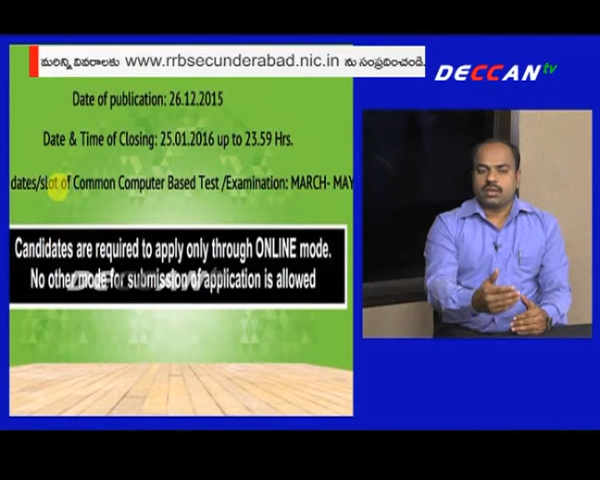 మరిన్ని వివరాలకు www.rrbsecunderabad.nic.in ను సంప్రదించండి.
DECCAN tv
Date of publication: 26.12.2015
Date & Time of Closing: 25.01.2016 up to 23.59 Hrs.
dates/slot of Common Computer Based Test /Examination: MARCH- MAY
Candidates are required to apply only through ONLINE mode.
No other mode for submission of application is allowed
DECCAN tv